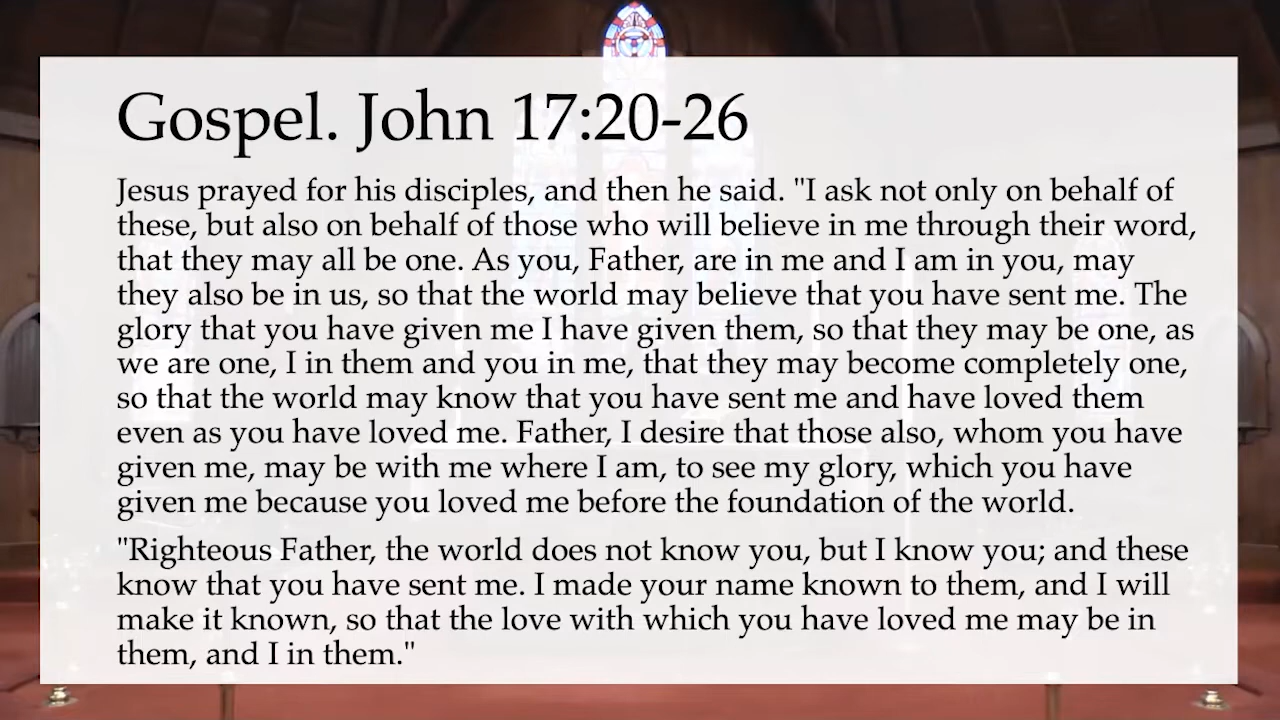 Gospel. John 17:20-26
Jesus prayed for his disciples, and then he said. "I ask not only on behalf of
these, but also on behalf of those who will believe in me through their word,
that they may all be one. As you, Father, are in me and I am in you, may
they also be in us, so that the world may believe that you have sent me. The
glory that you have given me I have given them, so that they may be one, as
we are one, I in them and you in me, that they may become completely one,
so that the world may know that you have sent me and have loved them
even as you have loved me. Father, I desire that those also, whom you have
given me, may be with me where I am, to see my glory, which you have
given me because you loved me before the foundation of the world.
"Righteous Father, the world does not know you, but I know you; and these
know that you have sent me. I made your name known to them, and I will
make it known, so that the love with which you have loved me may be in
them, and I in them."